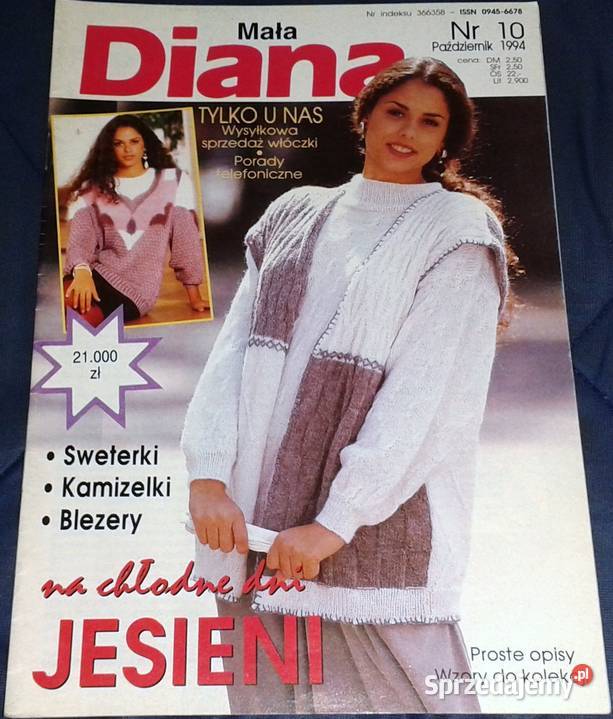 Nr indeksu 366358 - ISSN 0945-6678
Mała
Diana
Nr 10
Październik 1994
cena: DM 2,50
SFr 2,50
ÖS 22,-
Lit 2.900
TYLKO U NAS
Wysyłkowa
sprzedaż włóczki
•
Porady
telefoniczne
21.000
zł
• Sweterki
• Kamizelki
• Blezery
na chłodne dni
JESIENI
Proste opisy
Wzory do kolek
Sprzedajemy.pl